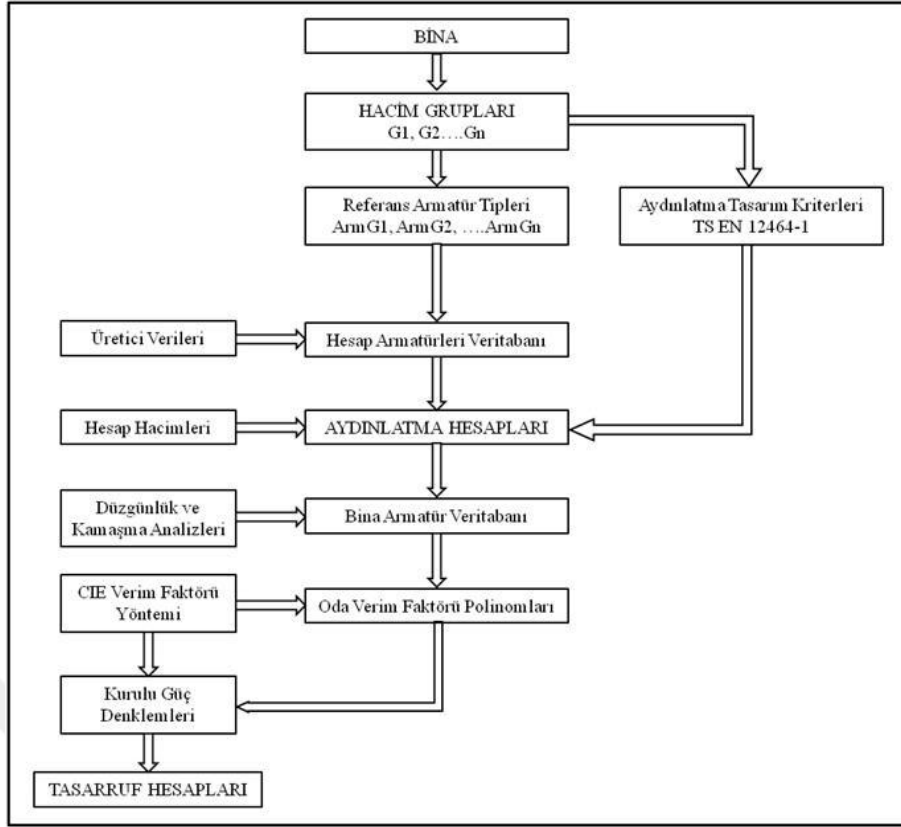 BİNA
HACİM GRUPLARI
G1, G2….Gn
Referans Armatür Tipleri
ArmG1, ArmG2, ….ArmGn
Aydınlatma Tasarım Kriterleri
TS EN 12464-1
Üretici Verileri
Hesap Armatürleri Veritabanı
Hesap Hacimleri
AYDINLATMA HESAPLARI
Düzgünlük ve
Kamaşma Analizleri
Bina Armatür Veritabanı
CIE Verim Faktörü
Yöntemi
Oda Verim Faktörü Polinomları
Kurulu Güç
Denklemleri
TASARRUF HESAPLARI